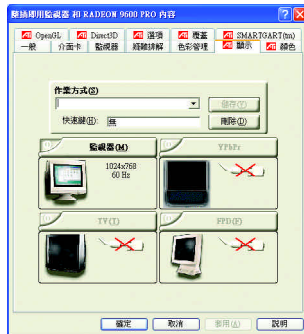 隨插即用監視器 和 RADEON 9600 PRO 內容
OpenGL Direct3D 選項 覆蓋 SMARTGART(tm)
一般 介面卡 監視器 疑難排解 色彩管理 顯示 顏色
作業方式(S)
儲存(V)
快速鍵(H): 無
刪除(D)
監視器(M)
YPbPr
1024x768
60 Hz
TV(T)
FPD(F)
確定 取消 套用(A) 說明